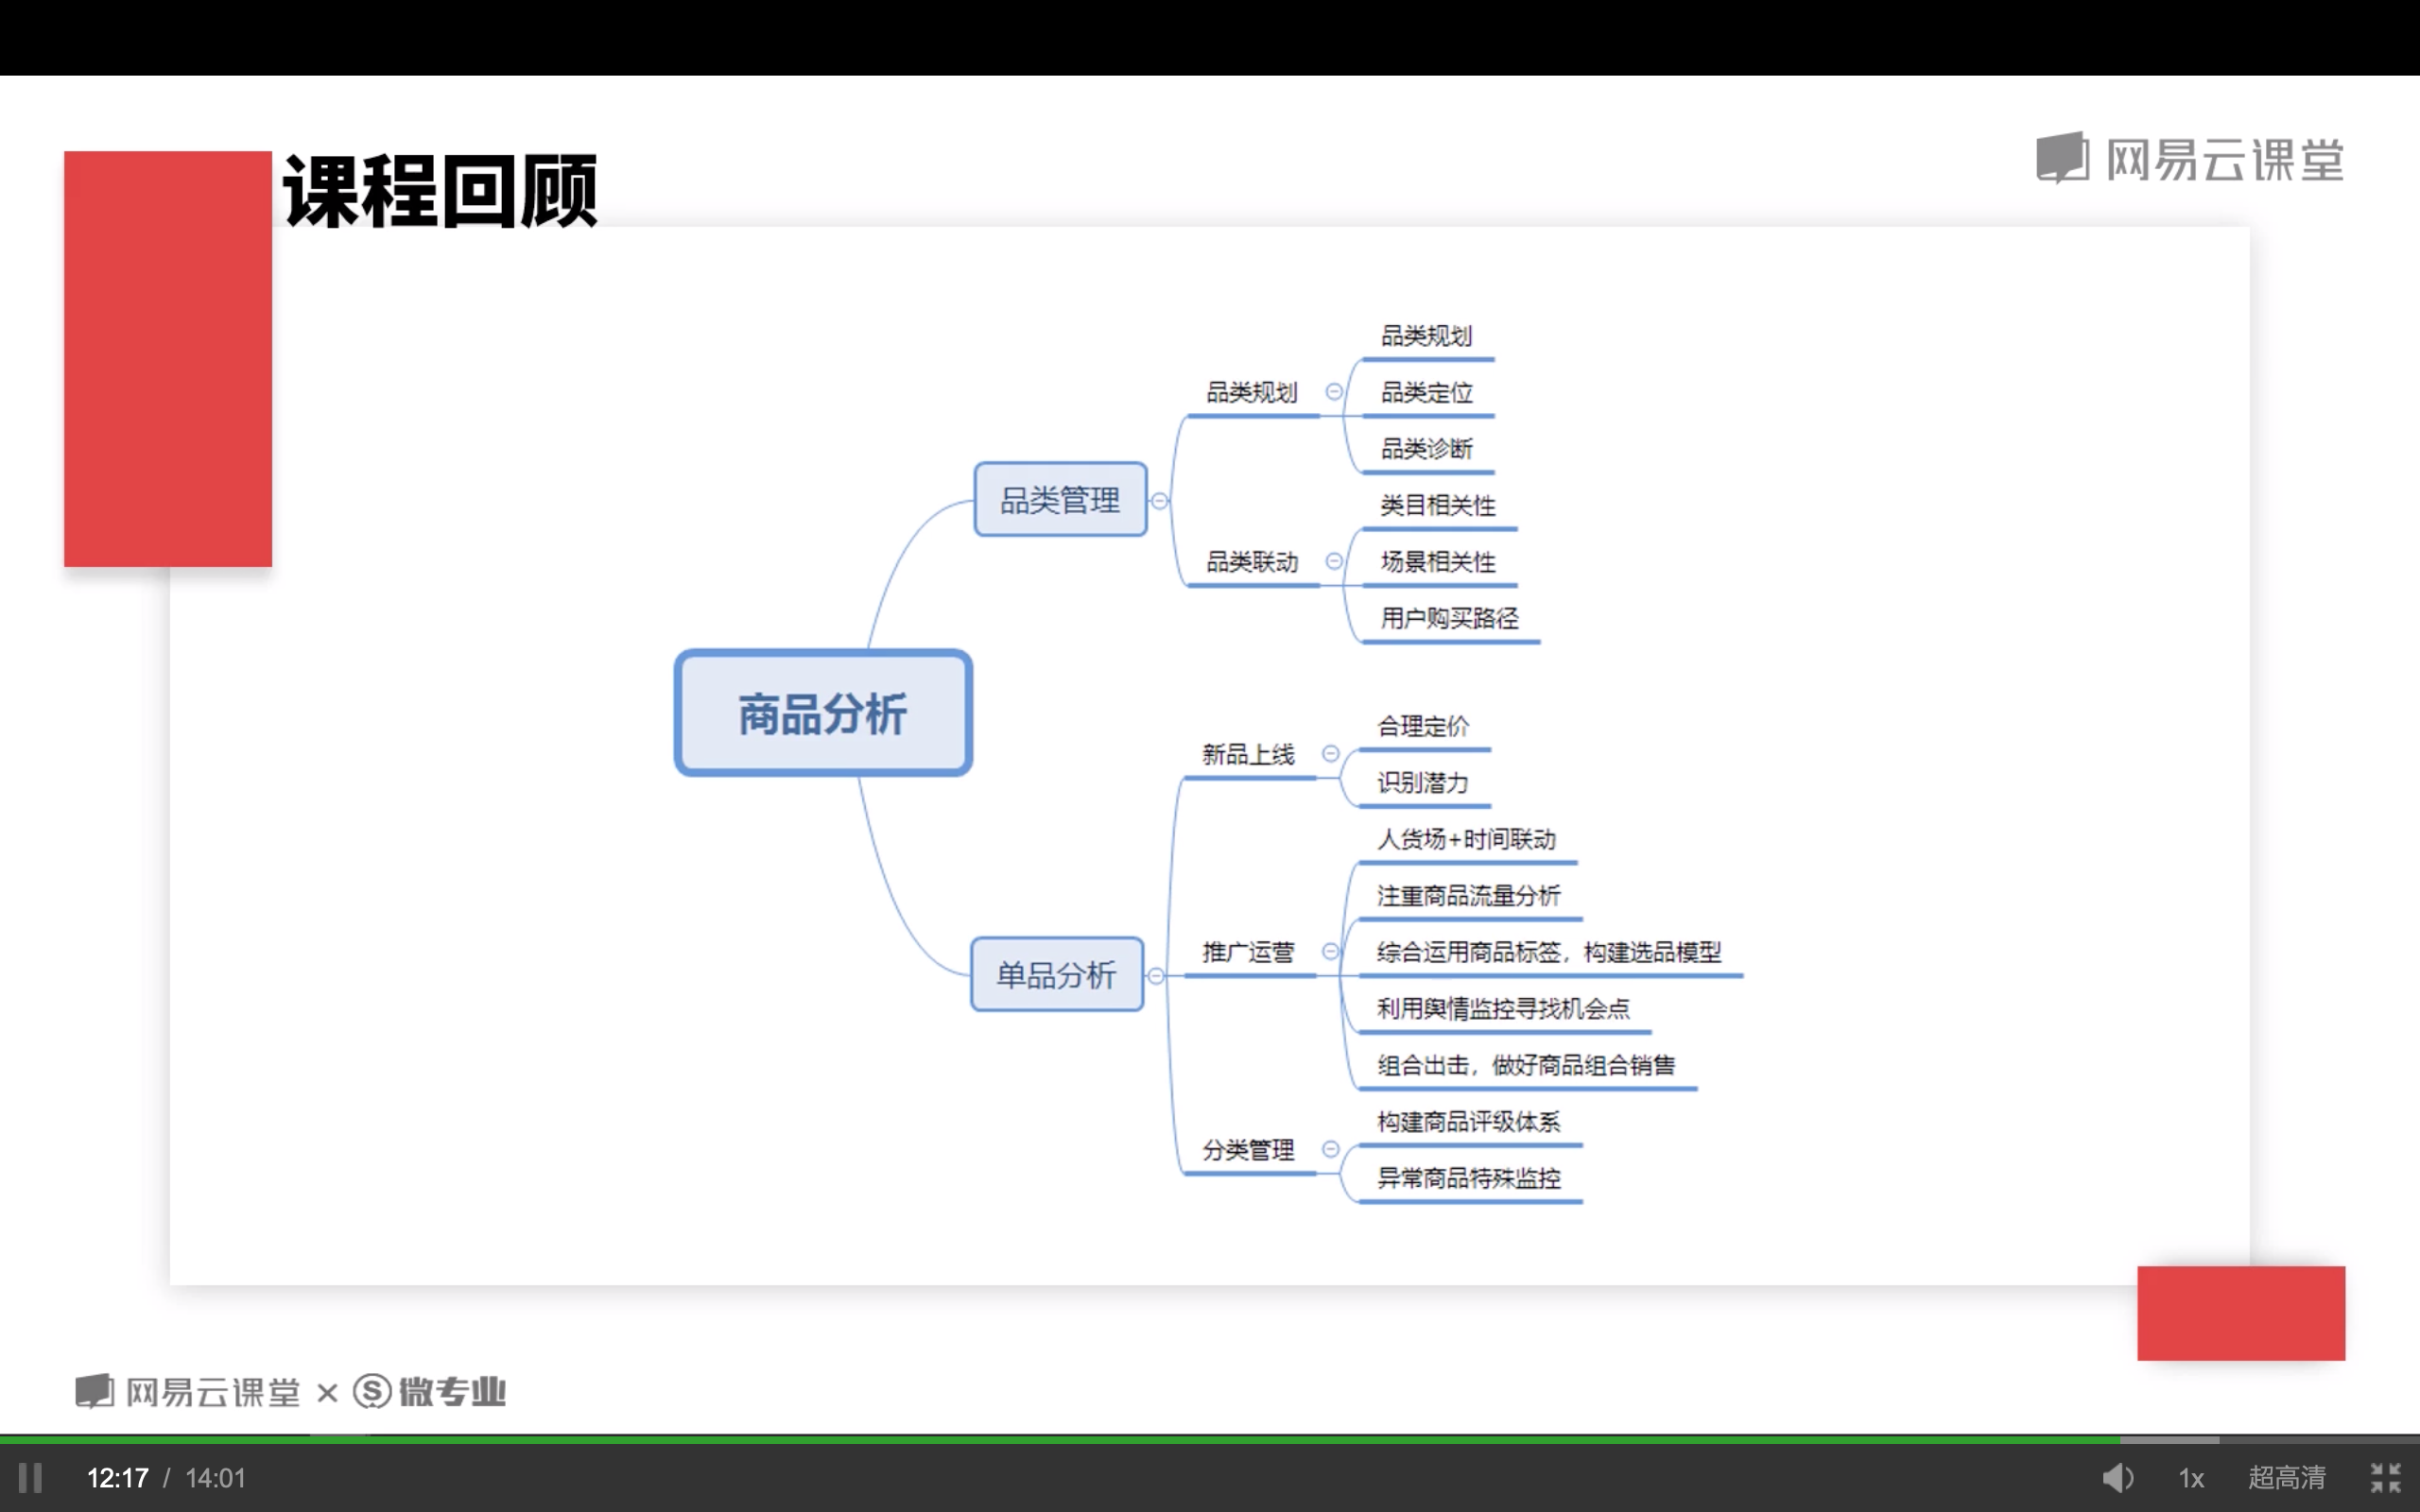 课程回顾
网易云课堂
商品分析
品类管理
品类规划
品类规划
品类定位
品类诊断
品类联动
类目相关性
场景相关性
用户购买路径
单品分析
新品上线
合理定价
识别潜力
推广运营
人货场+时间联动
注重商品流量分析
综合运用商品标签，构建选品模型
利用舆情监控寻找机会点
组合出击，做好商品组合销售
分类管理
构建商品评级体系
异常商品特殊监控
网易云课堂 × S 微专业
12:17 / 14:01
1x
超高清